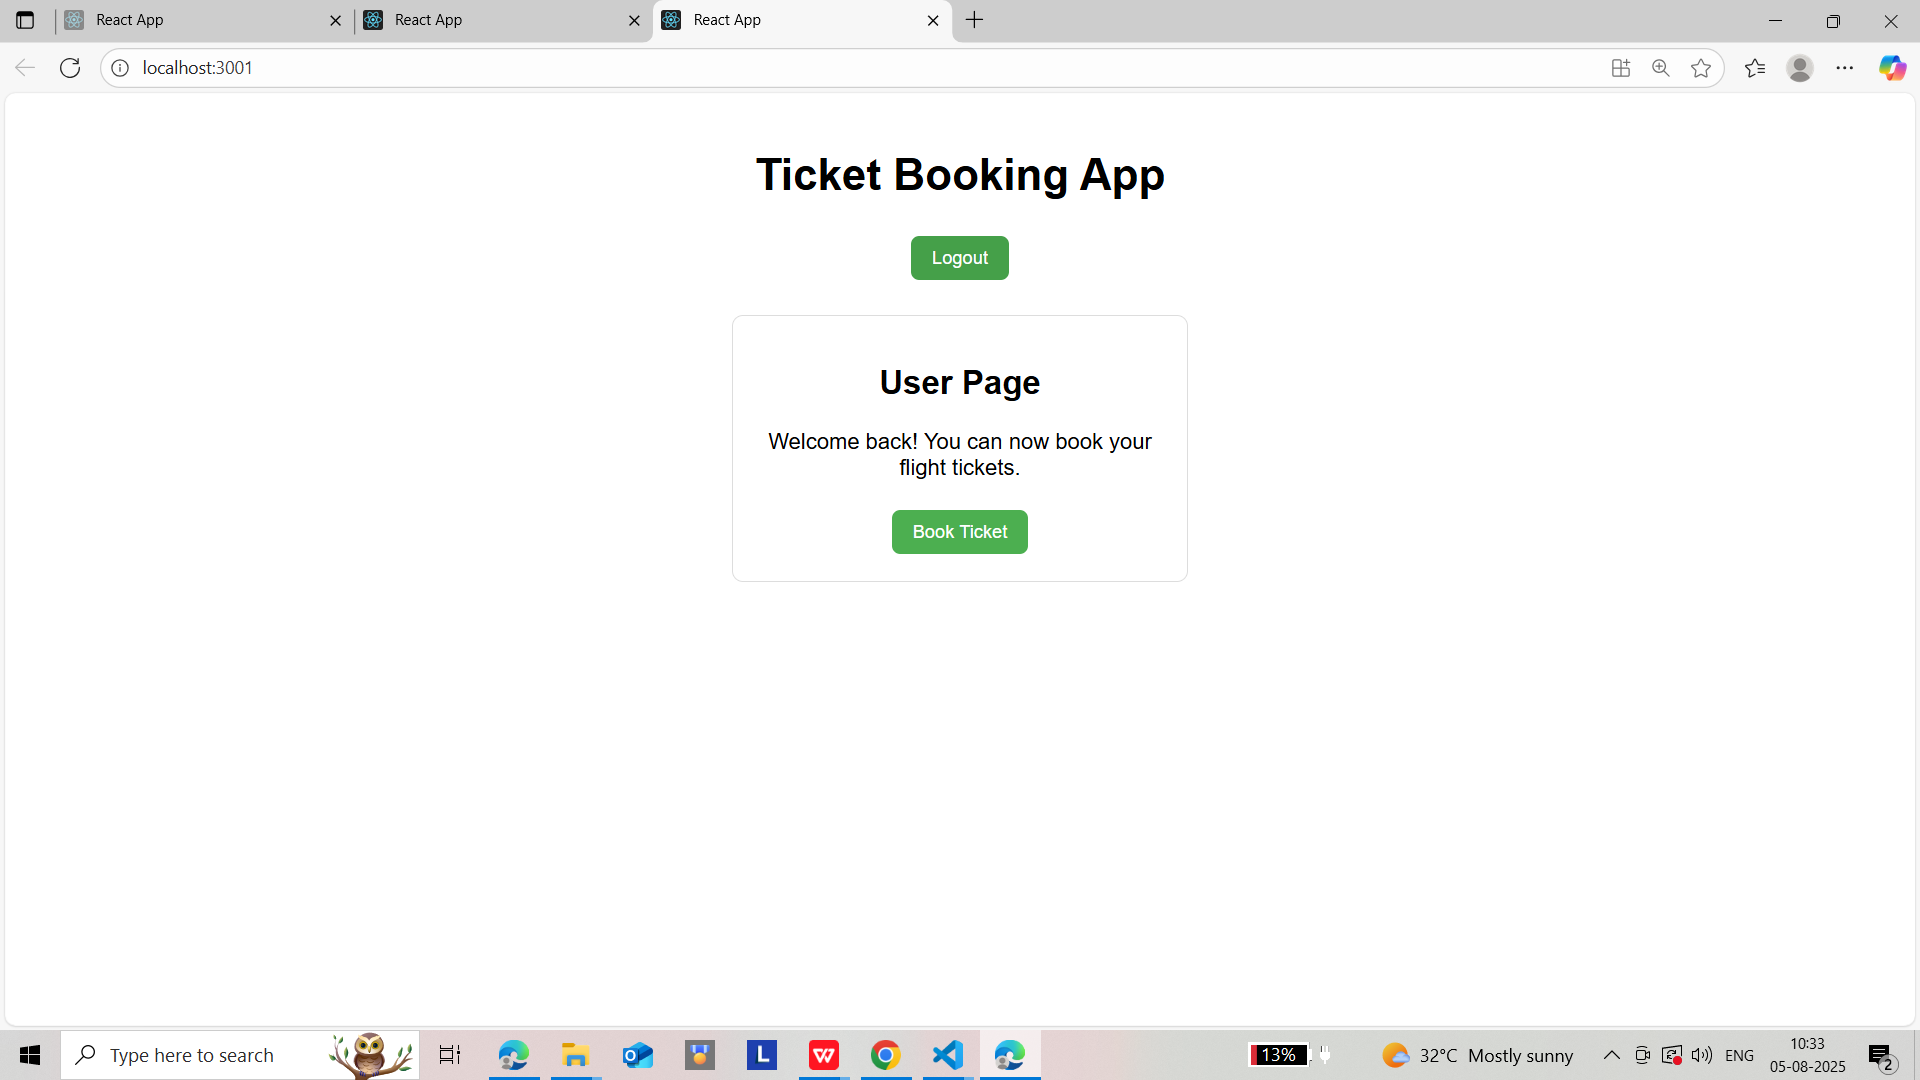 React App
React App
React App
localhost:3001
Ticket Booking App
Logout
User Page
Welcome back! You can now book your
flight tickets.
Book Ticket
Type here to search
13%
32°C Mostly sunny
ENG
10:33
05-08-2025
2